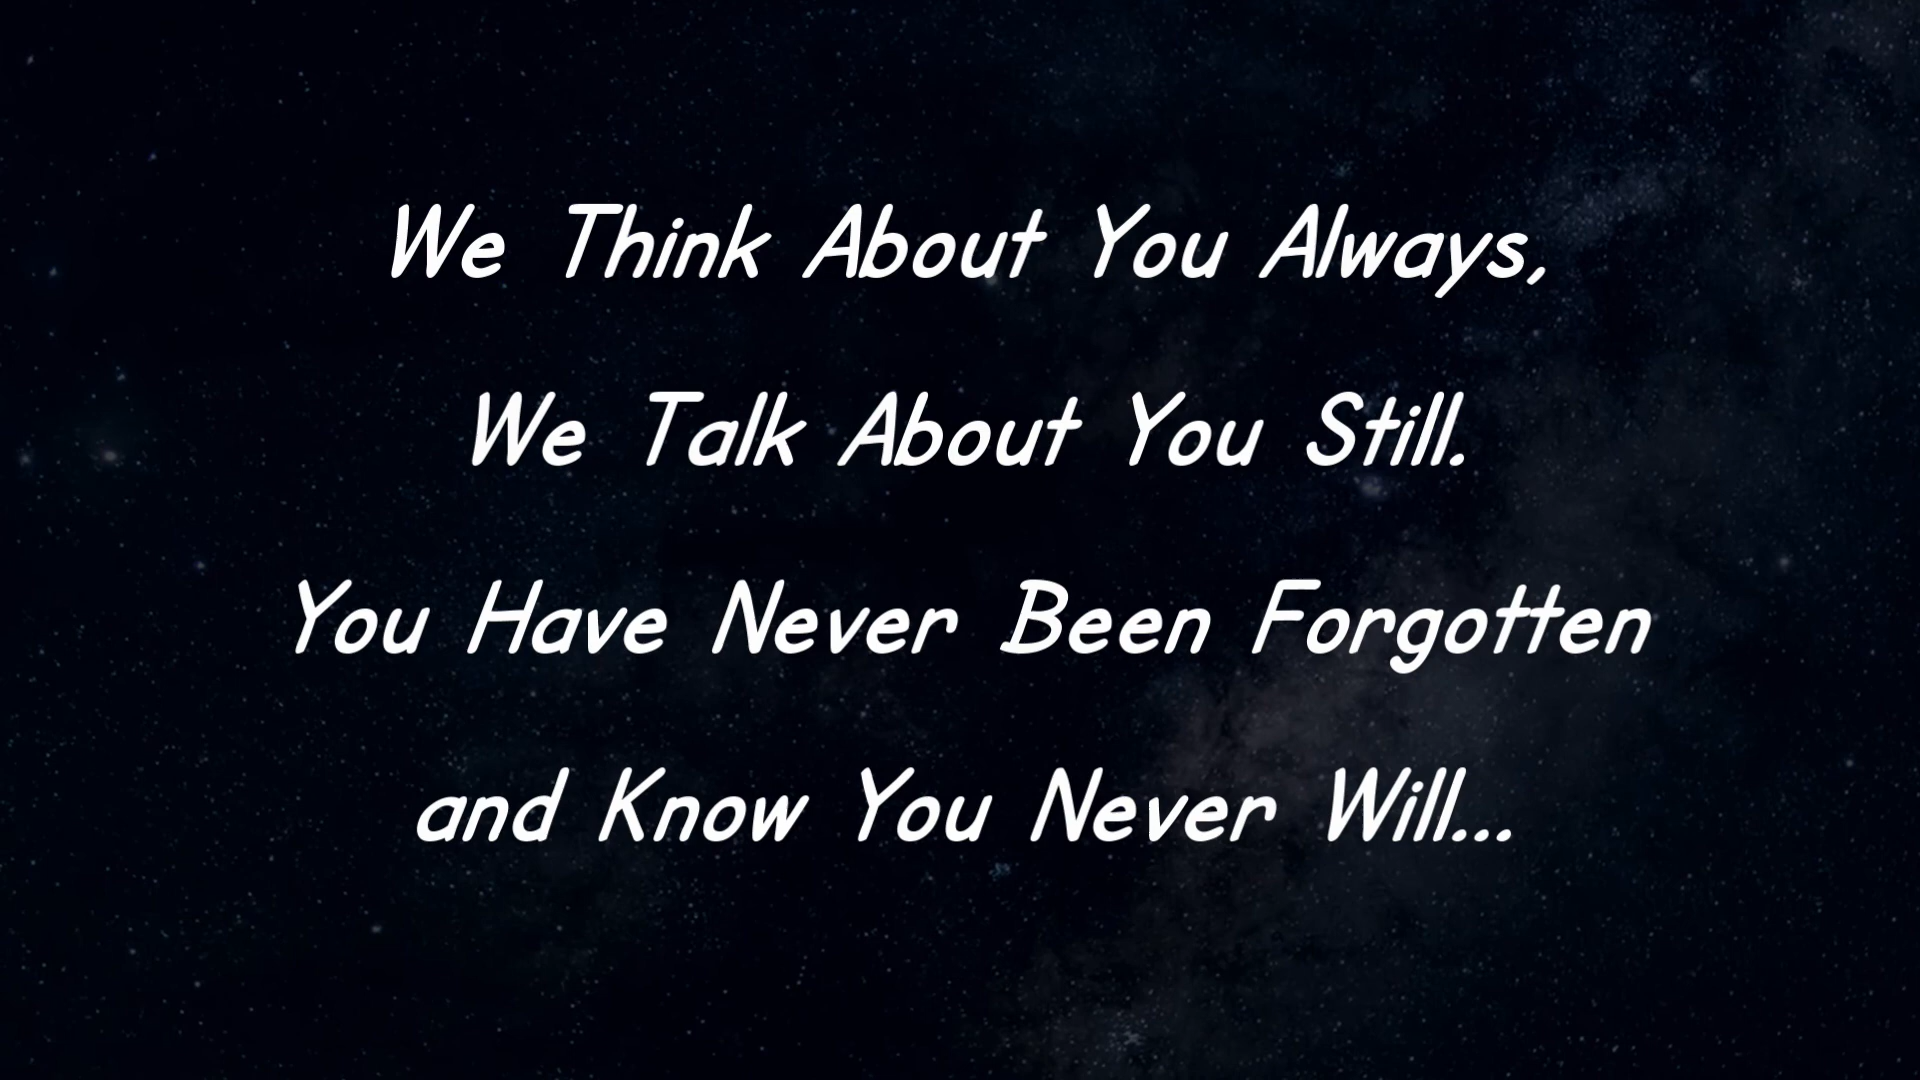 We Think About You Always,
We Talk About You Still.
You Have Never Been Forgotten
and Know You Never Will...